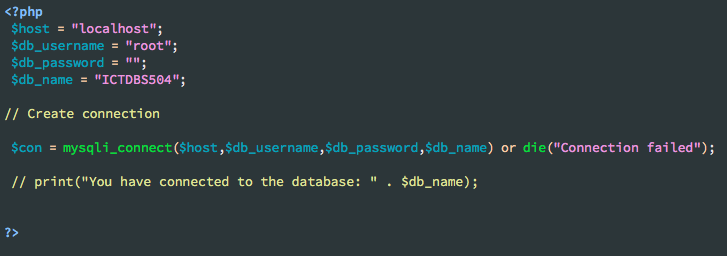 <?php
$host = "localhost";
$db_username = "root";
$db_password = "";
$db_name = "ICTDBS504";
// Create connection
$con = mysqli_connect($host,$db_username,$db_password,$db_name) or die("Connection failed");
// print("You have connected to the database: " . $db_name);
?>